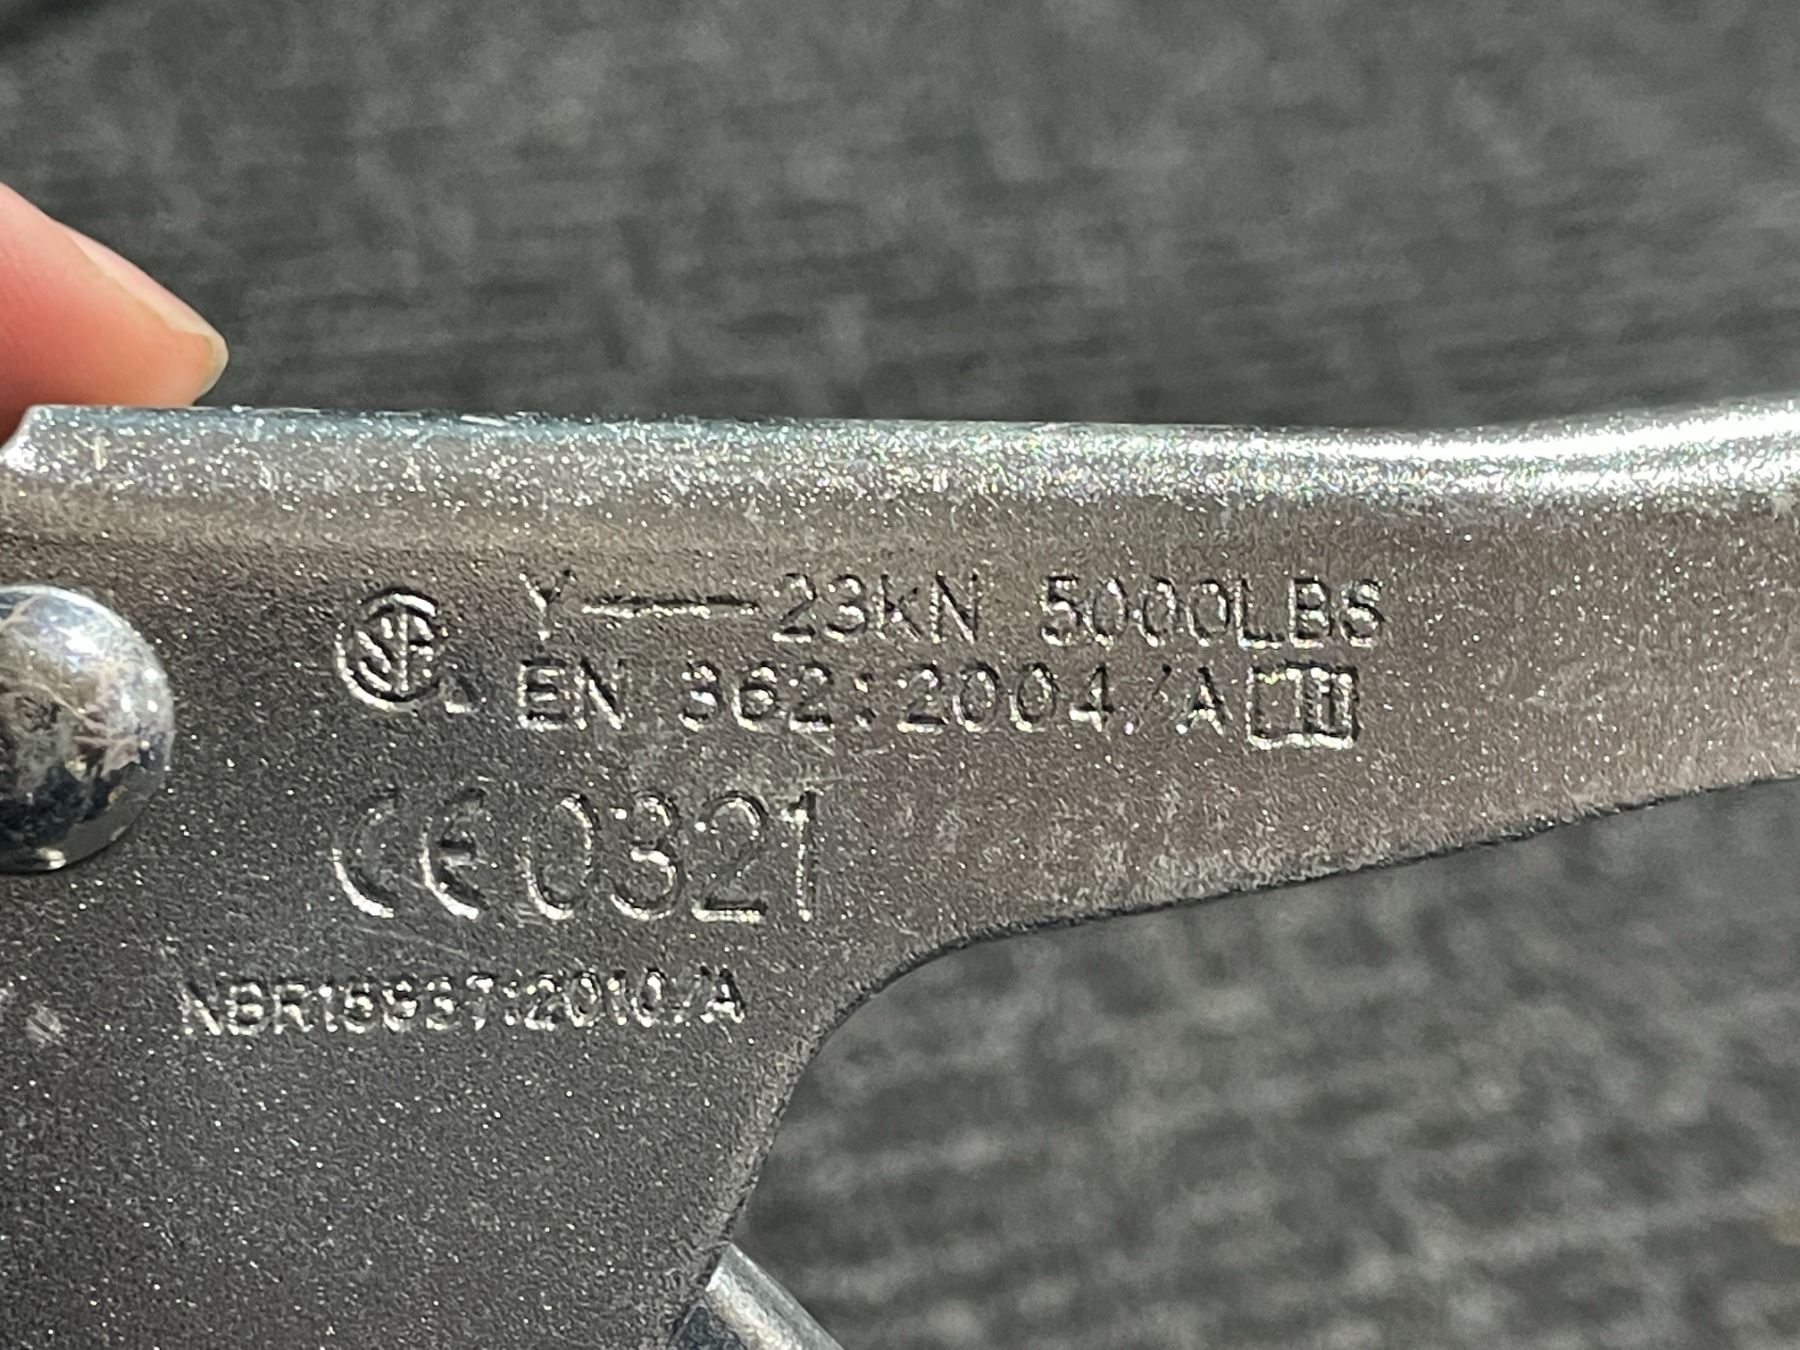 Y — 23kN 5000LBS
EN 362:2004/A
CE 0321
NBR15837:2010/A